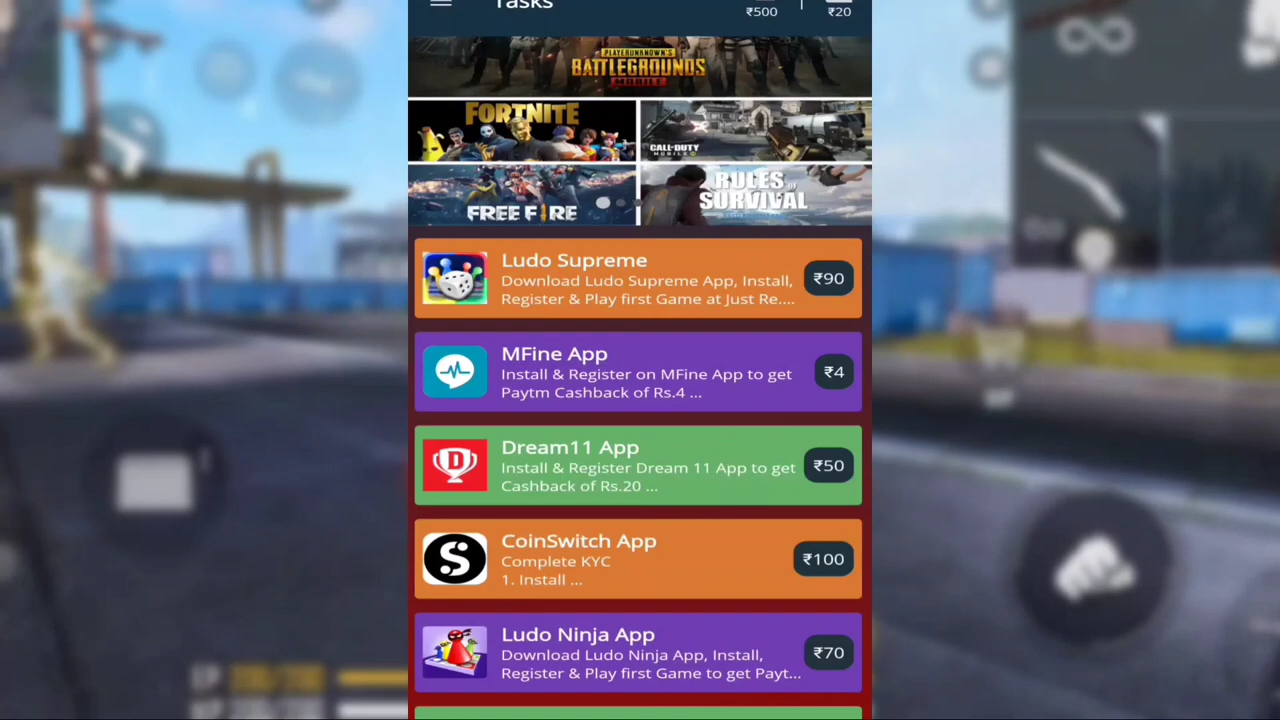 Tasks
₹500
₹20
PLAYERUNKNOWN'S
BATTLEGROUNDS
MOBILE
FORTNITE
CALL OF DUTY
MOBILE
FREE FIRE
RULES OF
SURVIVAL
Ludo Supreme
Download Ludo Supreme App, Install,
Register & Play first Game at Just Re....
₹90
MFine App
Install & Register on MFine App to get
Paytm Cashback of Rs.4 ...
₹4
D
Dream11 App
Install & Register Dream 11 App to get
Cashback of Rs.20 ...
₹50
CoinSwitch App
Complete KYC
1. Install ...
₹100
Ludo Ninja App
Download Ludo Ninja App, Install,
Register & Play first Game to get Payt...
₹70
EP